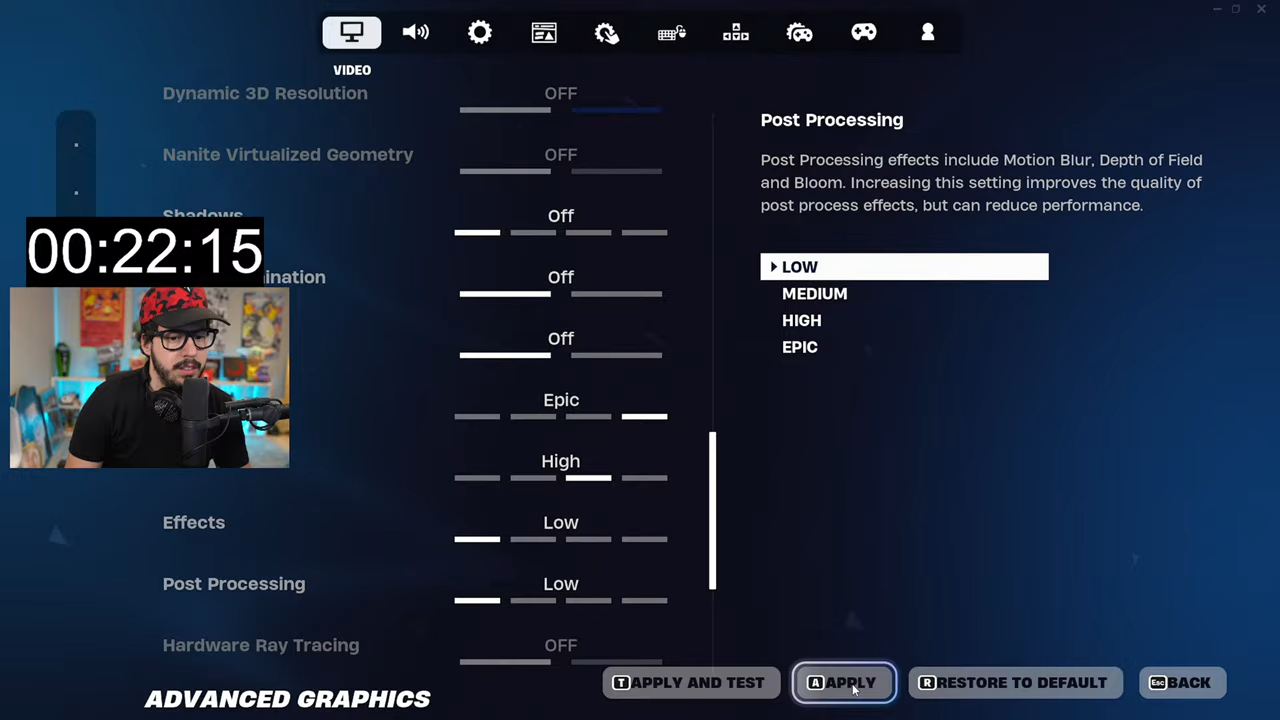 VIDEO
Dynamic 3D Resolution OFF
Nanite Virtualized Geometry OFF
Shadows Off
ination Off
Off
Epic
High
Effects Low
Post Processing Low
Hardware Ray Tracing OFF
00:22:15
Post Processing
Post Processing effects include Motion Blur, Depth of Field
and Bloom. Increasing this setting improves the quality of
post process effects, but can reduce performance.
LOW
MEDIUM
HIGH
EPIC
ADVANCED GRAPHICS
T APPLY AND TEST
A APPLY
R RESTORE TO DEFAULT
Esc BACK